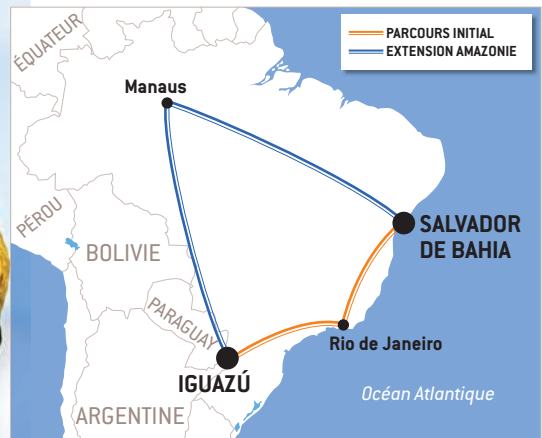 PARCOURS INITIAL
EXTENSION AMAZONIE
ÉQUATEUR
Manaus
PÉROU
SALVADOR
DE BAHIA
BOLIVIE
PARAGUAY
Rio de Janeiro
IGUAZÚ
Océan Atlantique
ARGENTINE